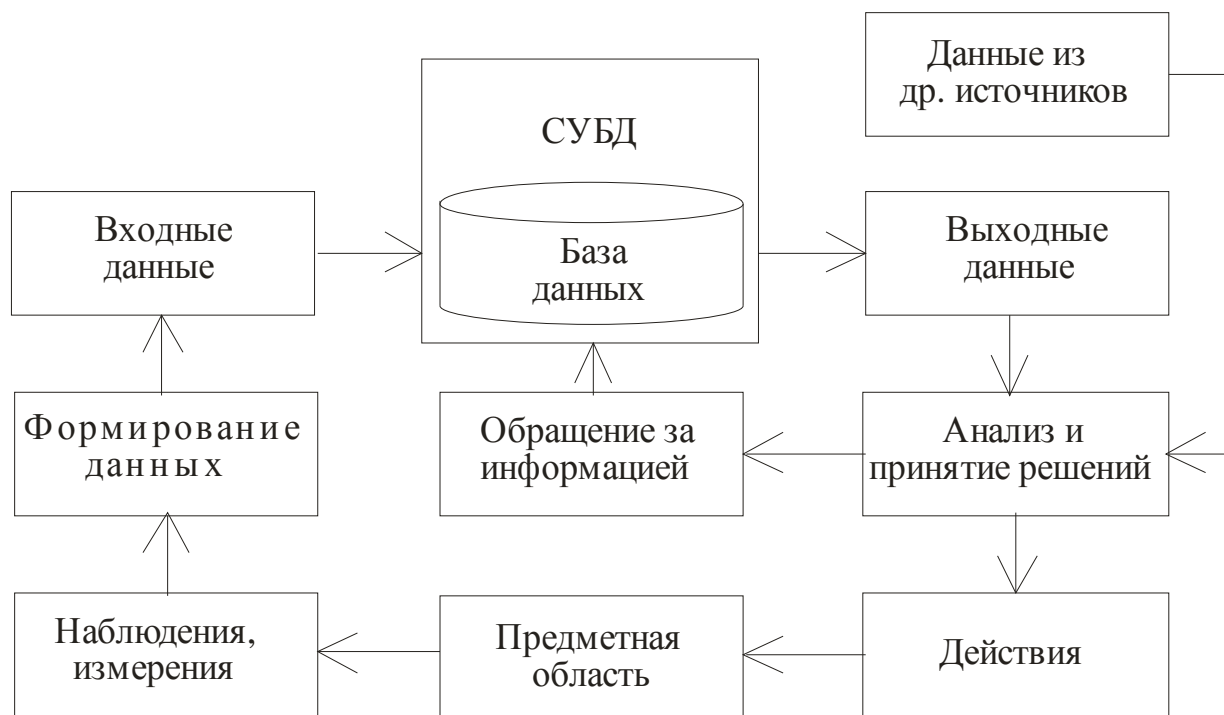 Данные из
др. источников
СУБД
Входные
данные
База
данных
Выходные
данные
Формирование
данных
Обращение за
информацией
Анализ и
принятие решений
Наблюдения,
измерения
Предметная
область
Действия